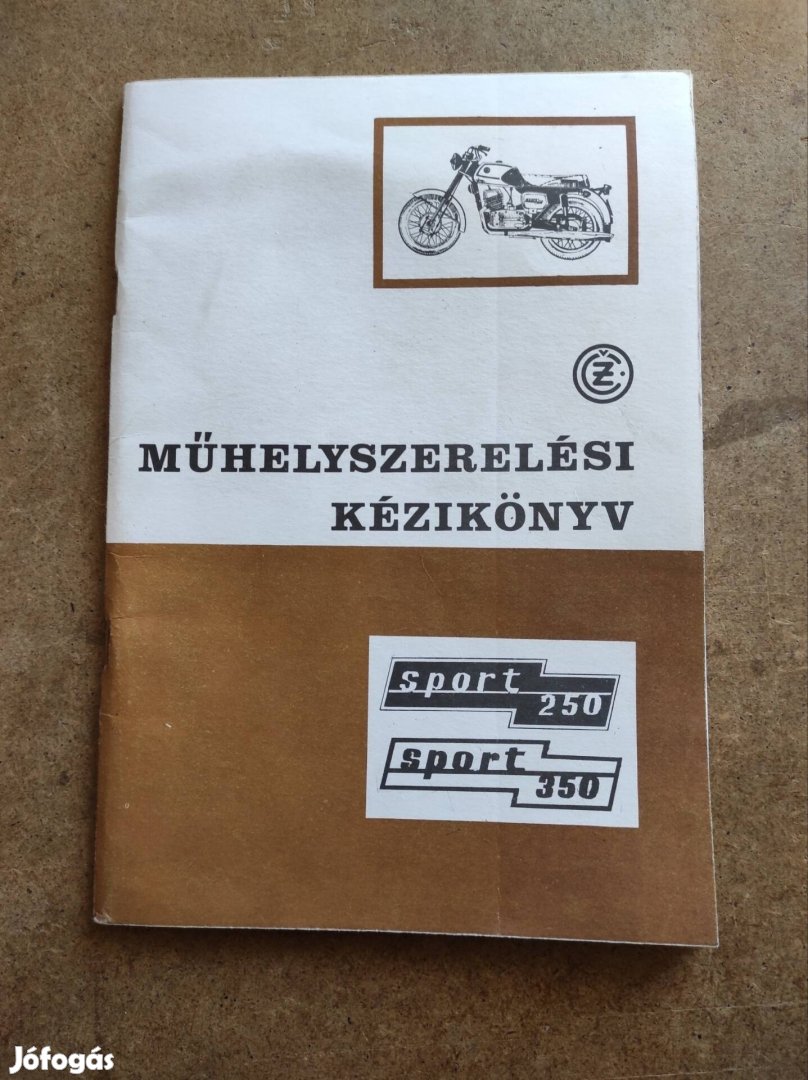 ČZ
MŰHELYSZERELÉSI
KÉZIKÖNYV
sport
250
sport
350
Jófogás